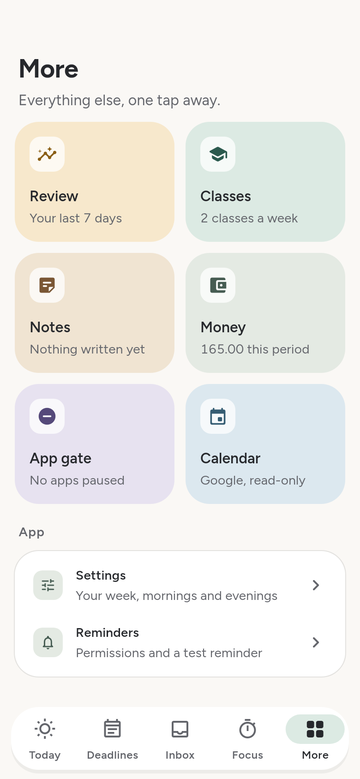 More
Everything else, one tap away.
Review
Your last 7 days
Classes
2 classes a week
Notes
Nothing written yet
Money
165.00 this period
App gate
No apps paused
Calendar
Google, read-only
App
Settings
Your week, mornings and evenings
Reminders
Permissions and a test reminder
Today
Deadlines
Inbox
Focus
More